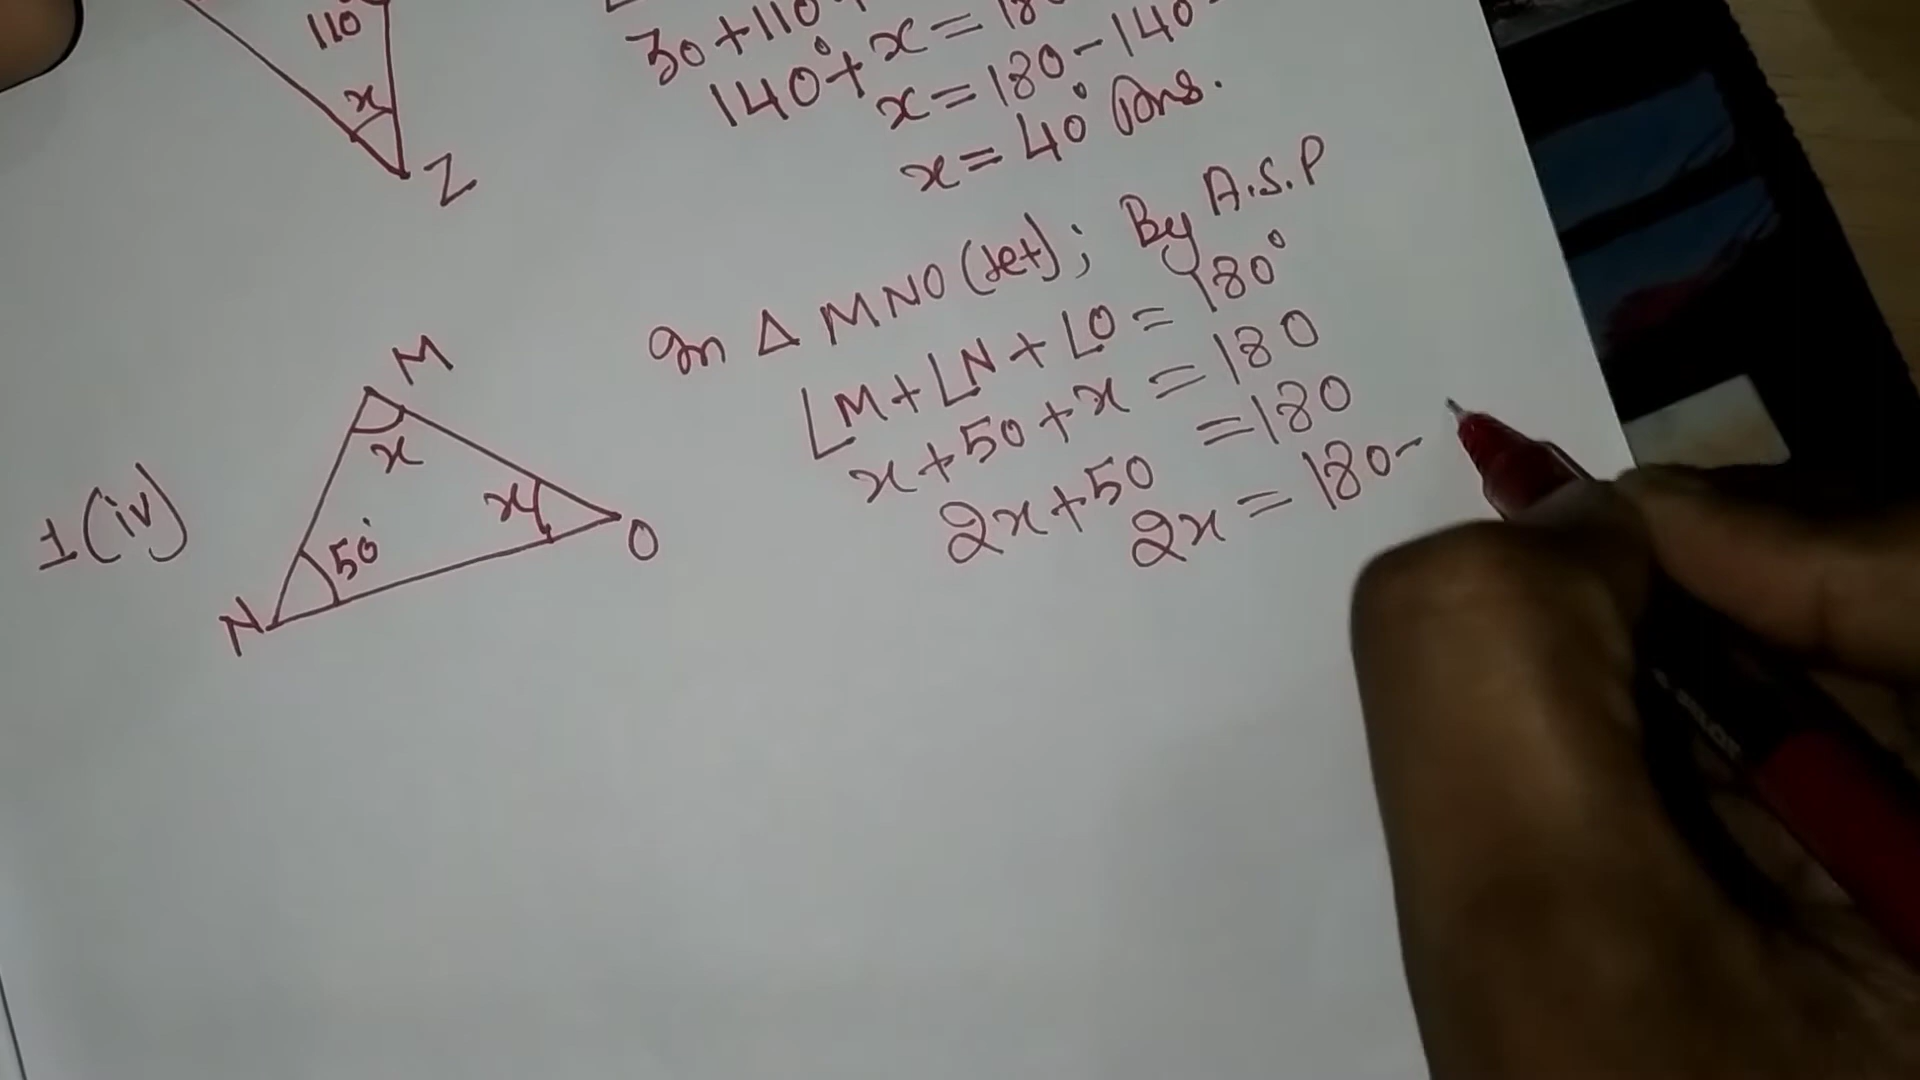 110°
x
Z
30+110+
140°+x=18
x=180-140
x=40° Ans.
1(iv)
M
x
50°
x
N
O
In Δ MNO (let); By A.S.P
∠M+∠N+∠O=180°
x+50+x=180
2x+50 =180
2x=180-